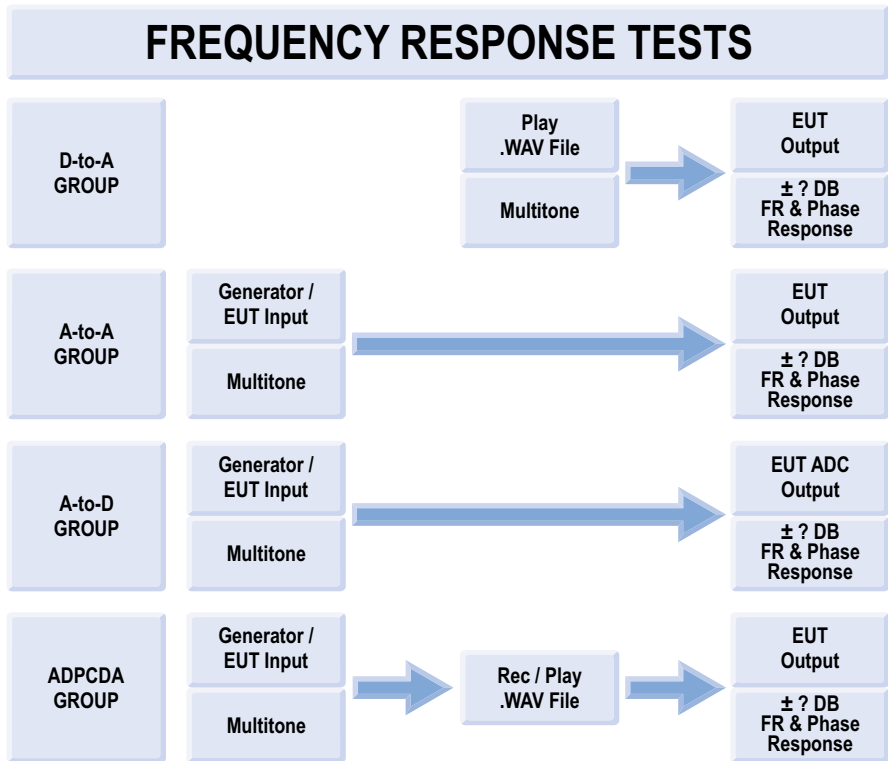 FREQUENCY RESPONSE TESTS
D-to-A
GROUP
Play
.WAV File
Multitone
EUT
Output
± ? DB
FR & Phase
Response
A-to-A
GROUP
Generator /
EUT Input
Multitone
EUT
Output
± ? DB
FR & Phase
Response
A-to-D
GROUP
Generator /
EUT Input
Multitone
EUT ADC
Output
± ? DB
FR & Phase
Response
ADPCDA
GROUP
Generator /
EUT Input
Multitone
Rec / Play
.WAV File
EUT
Output
± ? DB
FR & Phase
Response